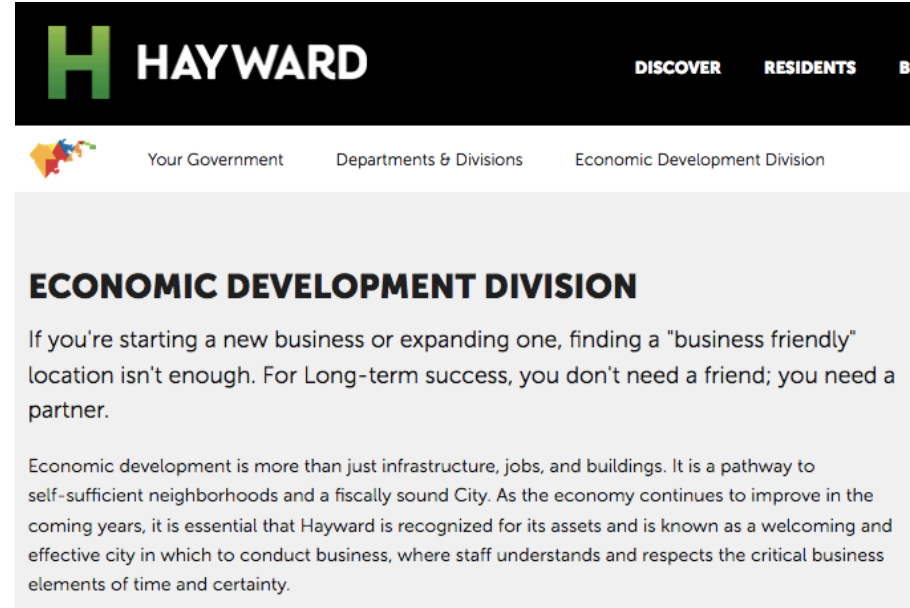 H HAYWARD
DISCOVER RESIDENTS B
Your Government Departments & Divisions Economic Development Division
ECONOMIC DEVELOPMENT DIVISION
If you're starting a new business or expanding one, finding a "business friendly"
location isn't enough. For Long-term success, you don't need a friend; you need a
partner.
Economic development is more than just infrastructure, jobs, and buildings. It is a pathway to
self-sufficient neighborhoods and a fiscally sound City. As the economy continues to improve in the
coming years, it is essential that Hayward is recognized for its assets and is known as a welcoming and
effective city in which to conduct business, where staff understands and respects the critical business
elements of time and certainty.